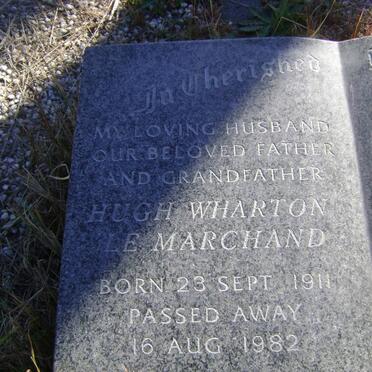 In Cherished
MY LOVING HUSBAND
OUR BELOVED FATHER
AND GRANDFATHER
HUGH WHARTON
LE MARCHAND
BORN 23 SEPT 1911
PASSED AWAY
16 AUG 1982